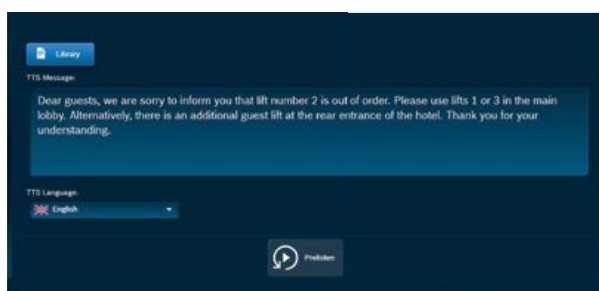 Library
TTS Message:
Dear guests, we are sorry to inform you that lift number 2 is out of order. Please use lifts 1 or 3 in the main
lobby. Alternatively, there is an additional guest lift at the rear entrance of the hotel. Thank you for your
understanding.
TTS Language:
English
Prelisten